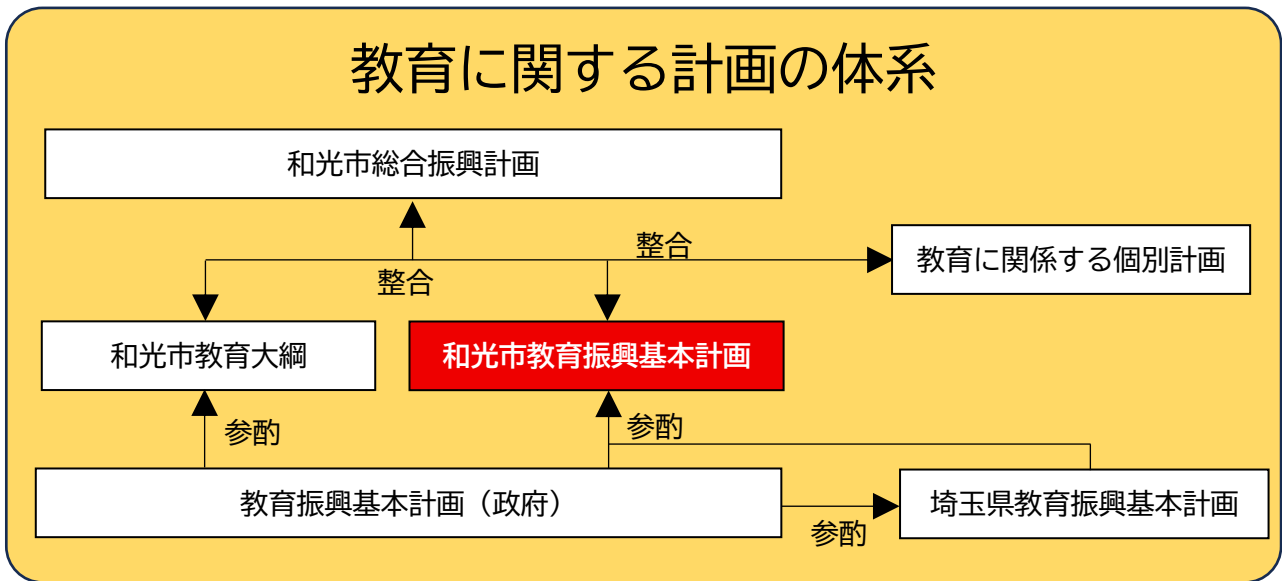 教育に関する計画の体系
和光市総合振興計画
整合
教育に関係する個別計画
整合
和光市教育大綱
和光市教育振興基本計画
参酌
参酌
教育振興基本計画（政府）
埼玉県教育振興基本計画
参酌